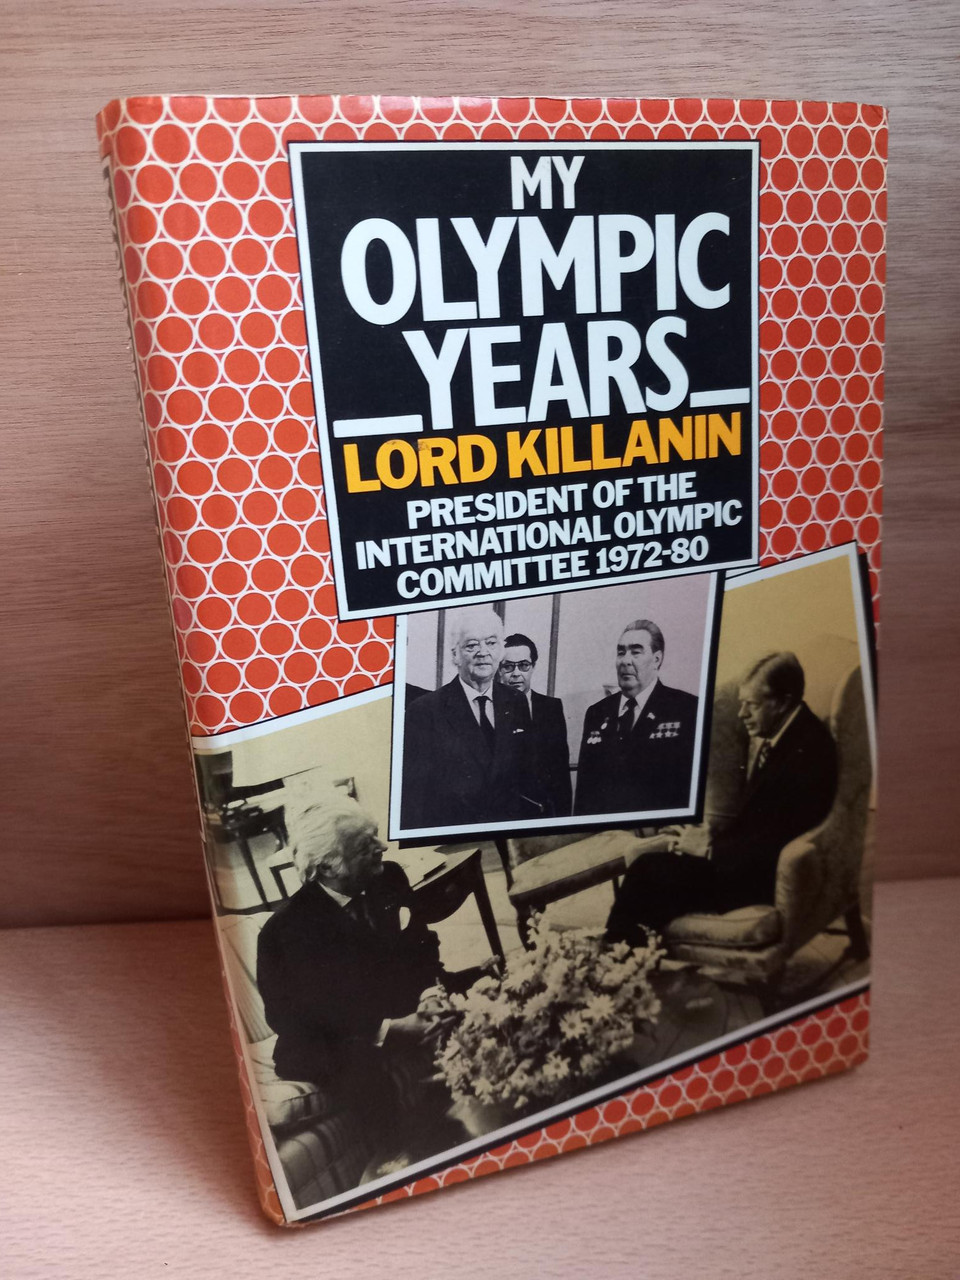 MY
OLYMPIC
YEARS
LORD KILLANIN
PRESIDENT OF THE
INTERNATIONAL OLYMPIC
COMMITTEE 1972-80